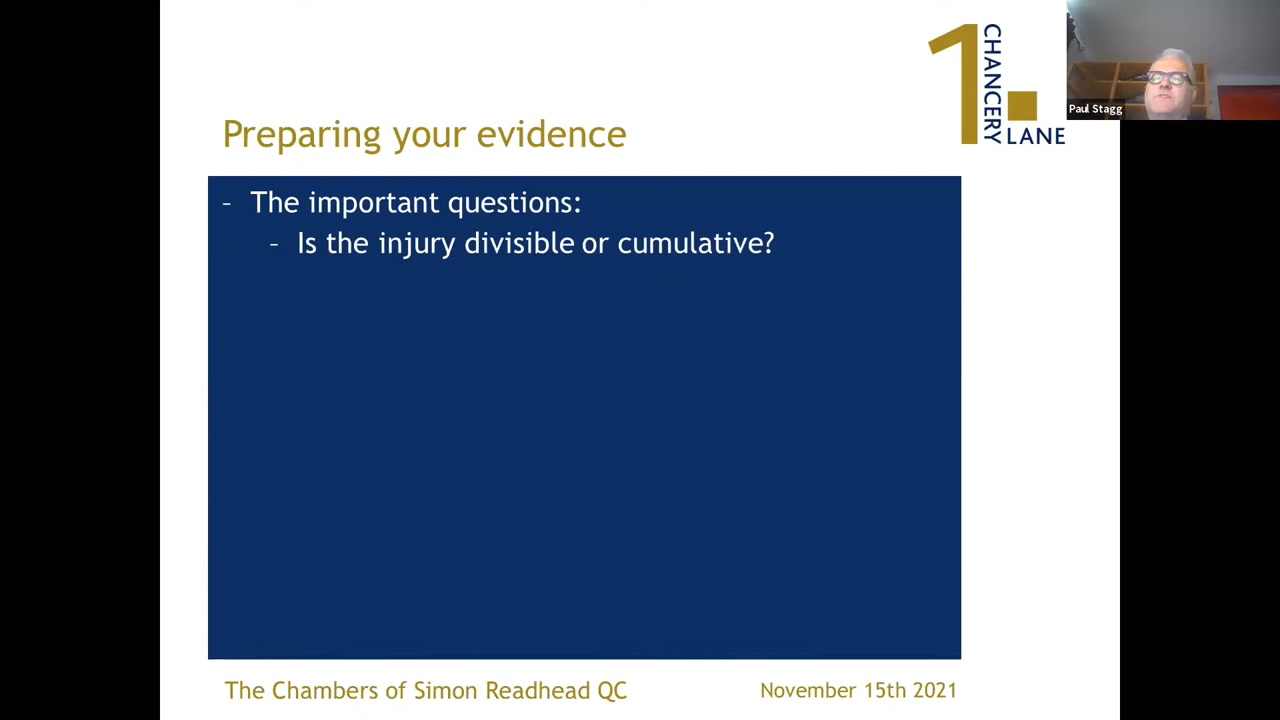 1 CHANCERY LANE
Paul Stagg
Preparing your evidence
– The important questions:
– Is the injury divisible or cumulative?
The Chambers of Simon Readhead QC
November 15th 2021